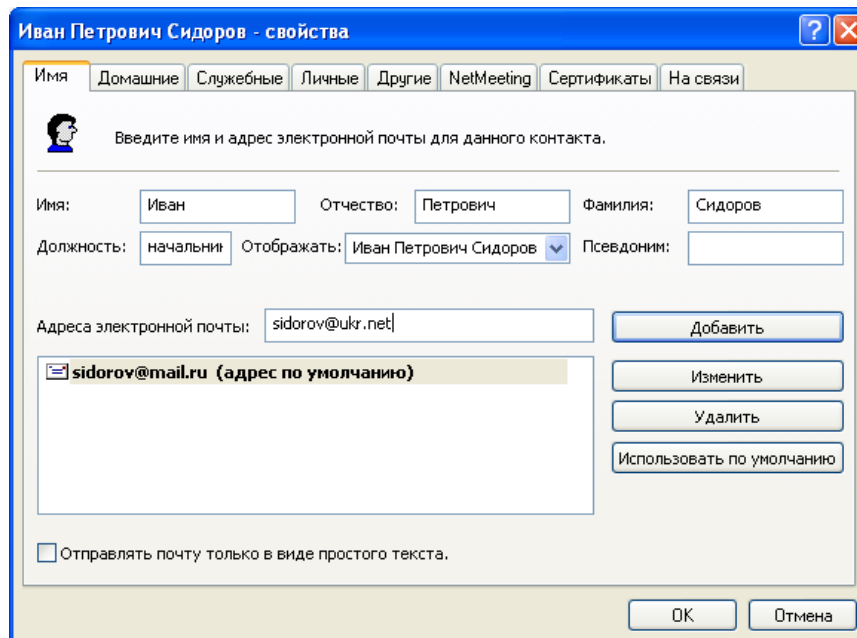 Иван Петрович Сидоров - свойства
Имя Домашние Служебные Личные Другие NetMeeting Сертификаты На связи
Введите имя и адрес электронной почты для данного контакта.
Имя: Иван Отчество: Петрович Фамилия: Сидоров
Должность: начальник Отображать: Иван Петрович Сидоров Псевдоним:
Адреса электронной почты: sidorov@ukr.net Добавить
sidorov@mail.ru (адрес по умолчанию) Изменить
Удалить
Использовать по умолчанию
Отправлять почту только в виде простого текста.
OK Отмена